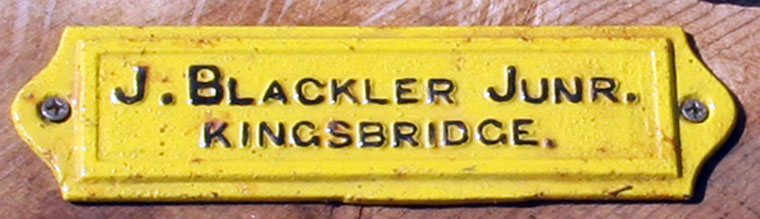 J. BLACKLER JUNR.
KINGSBRIDGE.